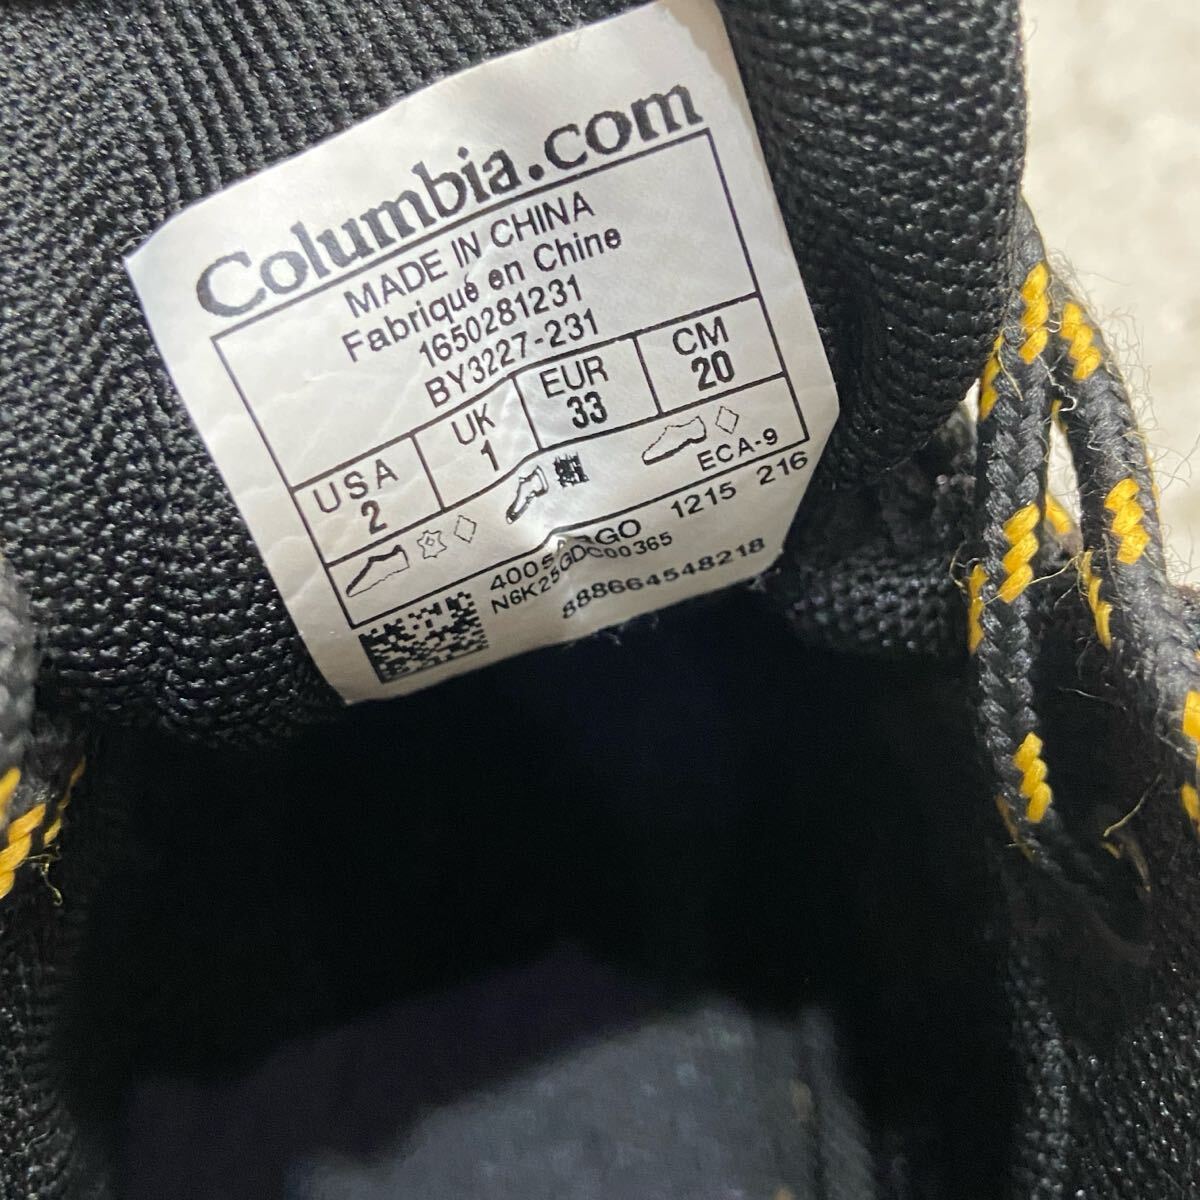 Columbia.com
MADE IN CHINA
Fabriqué en Chine
1650281231
BY3227-231
USA UK EUR CM
2 1 33 20
ECA-9
1215 216
N6K25GDC00365
888664548218